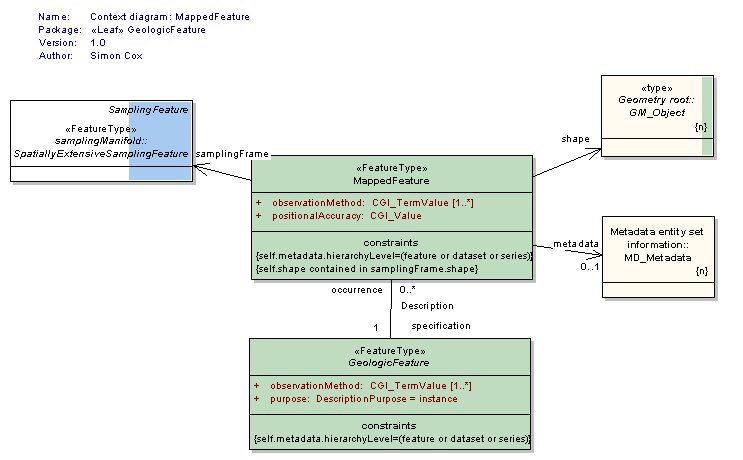 Name: Context diagram: MappedFeature
Package: «Leaf» GeologicFeature
Version: 1.0
Author: Simon Cox
SamplingFeature
«FeatureType»
samplingManifold::
SpatiallyExtensiveSamplingFeature
samplingFrame
«type»
Geometry root::
GM_Object
{n}
shape
«FeatureType»
MappedFeature
+ observationMethod: CGI_TermValue [1..*]
+ positionalAccuracy: CGI_Value
constraints
{self.metadata.hierarchyLevel=(feature or dataset or series)}
{self.shape contained in samplingFrame.shape}
metadata
0..1
Metadata entity set
information::
MD_Metadata
{n}
occurrence 0..*
Description
1 specification
«FeatureType»
GeologicFeature
+ observationMethod: CGI_TermValue [1..*]
+ purpose: DescriptionPurpose = instance
constraints
{self.metadata.hierarchyLevel=(feature or dataset or series)}